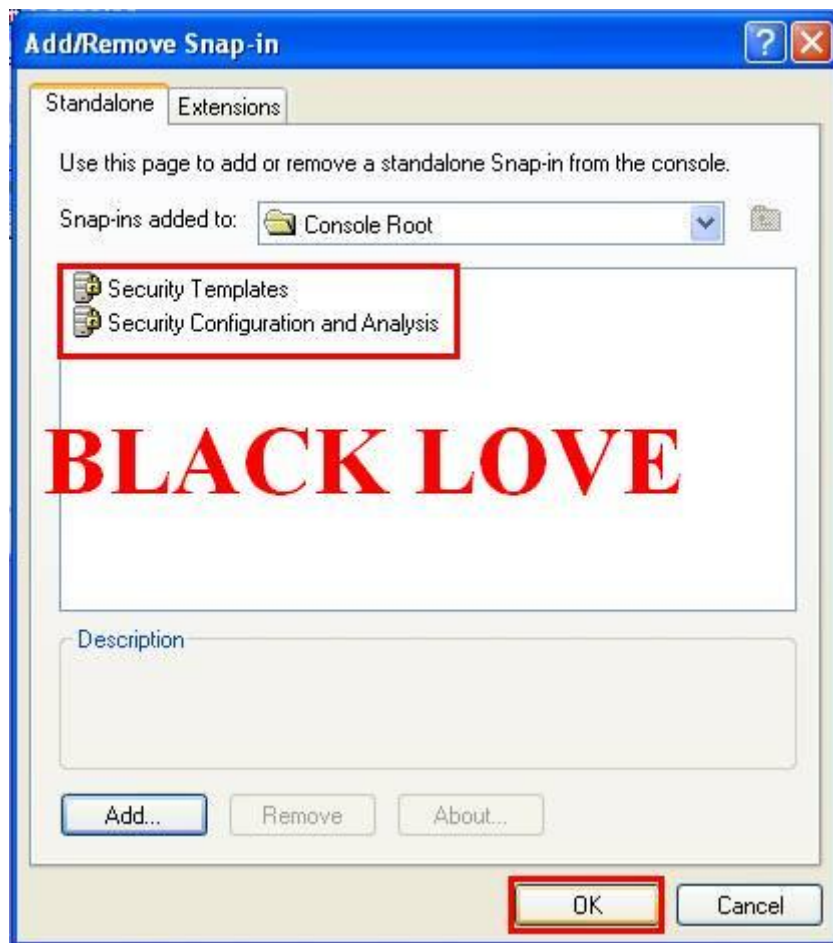 Add/Remove Snap-in
Standalone Extensions
Use this page to add or remove a standalone Snap-in from the console.
Snap-ins added to: Console Root
Security Templates
Security Configuration and Analysis
BLACK LOVE
Description
Add... Remove About...
OK Cancel